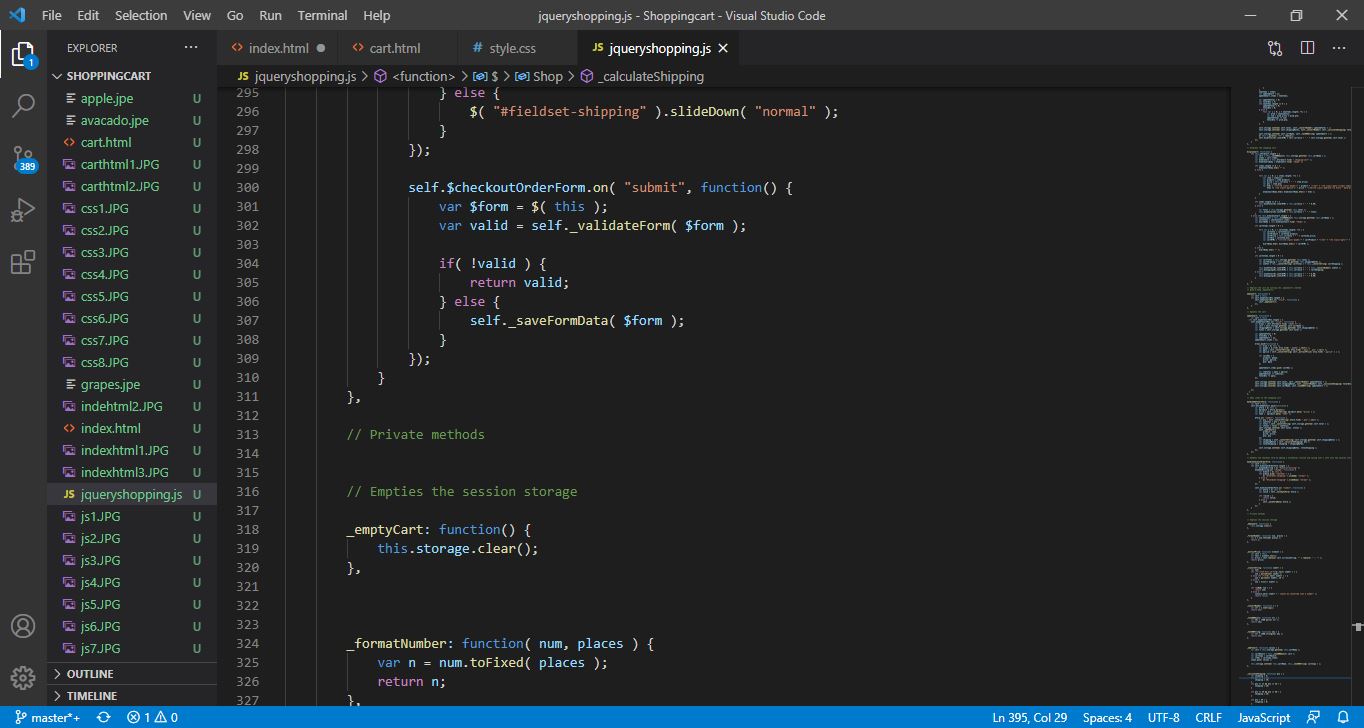 File Edit Selection View Go Run Terminal Help jqueryshopping.js - Shoppingcart - Visual Studio Code
EXPLORER
index.html cart.html # style.css JS jqueryshopping.js
JS jqueryshopping.js > <function> > $ > Shop > _calculateShipping
1
389
SHOPPINGCART
apple.jpe U
avacado.jpe U
cart.html U
carthtml1.JPG U
carthtml2.JPG U
css1.JPG U
css2.JPG U
css3.JPG U
css4.JPG U
css5.JPG U
css6.JPG U
css7.JPG U
css8.JPG U
grapes.jpe U
indehtml2.JPG U
index.html U
indexhtml1.JPG U
indexhtml3.JPG U
JS jqueryshopping.js U
js1.JPG U
js2.JPG U
js3.JPG U
js4.JPG U
js5.JPG U
js6.JPG U
js7.JPG U
OUTLINE
TIMELINE
295 } else {
296 $( "#fieldset-shipping" ).slideDown( "normal" );
297 }
298 });
299
300 self.$checkoutOrderForm.on( "submit", function() {
301 var $form = $( this );
302 var valid = self._validateForm( $form );
303
304 if( !valid ) {
305 return valid;
306 } else {
307 self._saveFormData( $form );
308 }
309 });
310 }
311 },
312
313 // Private methods
314
315
316 // Empties the session storage
317
318 _emptyCart: function() {
319 this.storage.clear();
320 },
321
322
323
324 _formatNumber: function( num, places ) {
325 var n = num.toFixed( places );
326 return n;
327 },
master*+ 1 0 Ln 395, Col 29 Spaces: 4 UTF-8 CRLF JavaScript